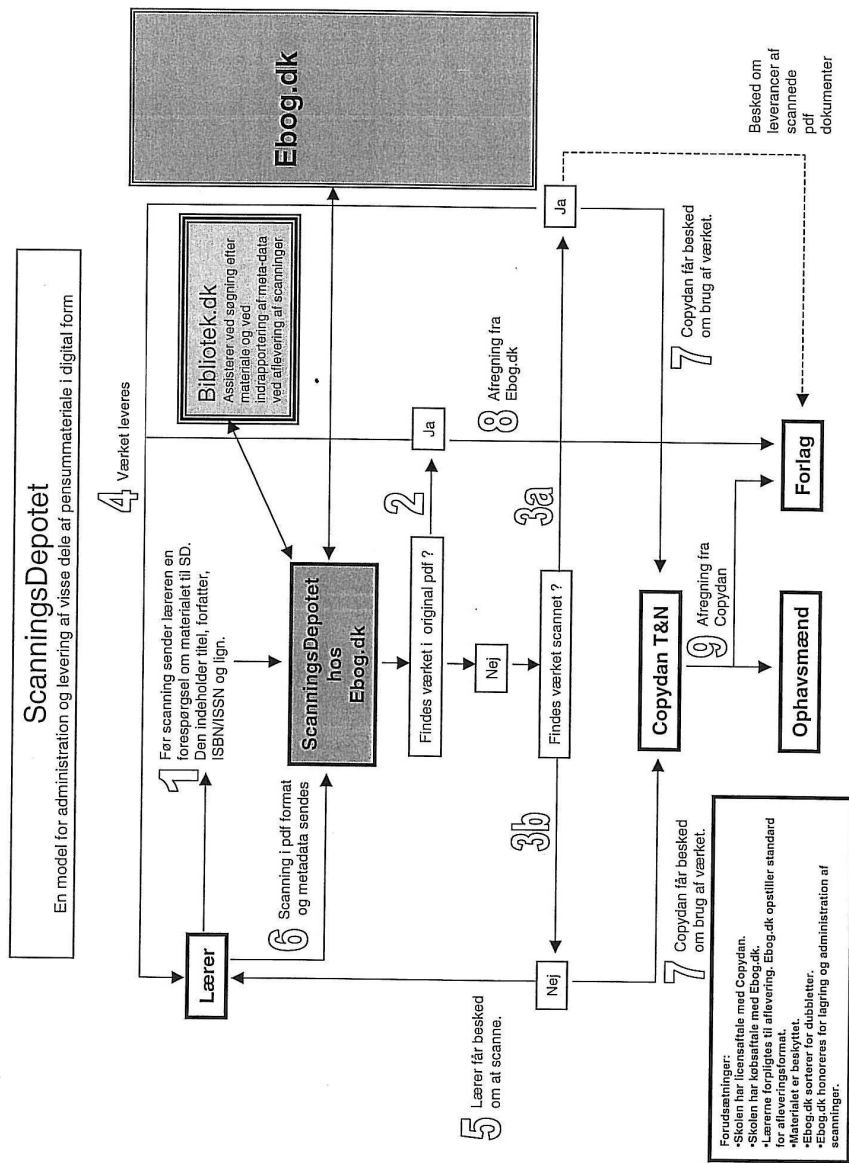 ScanningsDepotet
En model for administration og levering af visse dele af pensummateriale i digital form
4 Værket leveres
Lærer
1 Før scanning sender læreren en
forespørgsel om materialet til SD.
Den indeholder titel, forfatter,
ISBN/ISSN og lign.
Bibliotek.dk
Assisterer ved søgning efter
materiale og ved
indrapportering af meta-data
ved aflevering af scanninger.
Ebog.dk
6 Scanning i pdf format
og metadata sendes
ScanningsDepotet
hos
Ebog.dk
Findes værket i original pdf ?
2
Ja
Nej
8 Afregning fra
Ebog.dk
5 Lærer får besked
om at scanne.
Nej
3b
Findes værket scannet ?
3a
Ja
7 Copydan får besked
om brug af værket.
Copydan T&N
7 Copydan får besked
om brug af værket.
Besked om
leverancer af
scannede
pdf
dokumenter
9 Afregning fra
Copydan
Ophavsmænd
Forlag
Forudsætninger:
•Skolen har licensaftale med Copydan.
•Skolen har købsaftale med Ebog.dk.
•Lærerne forpligtes til aflevering. Ebog.dk opstiller standard
for afleveringsformat.
•Materialet er beskyttet.
•Ebog.dk sorterer for dubbletter.
•Ebog.dk honoreres for lagring og administration af
scanninger.